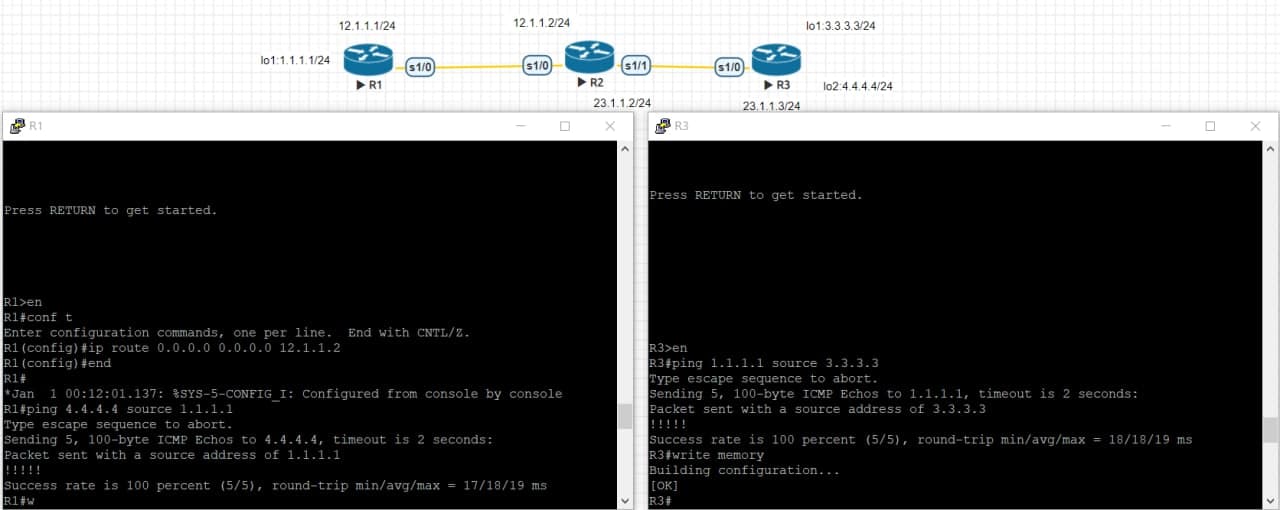 12.1.1.1/24
12.1.1.2/24
lo1:3.3.3.3/24
lo1:1.1.1.1/24
s1/0
s1/0
s1/1
s1/0
R1
R2
R3
lo2:4.4.4.4/24
23.1.1.2/24
23.1.1.3/24
R1
Press RETURN to get started.
R1>en
R1#conf t
Enter configuration commands, one per line.  End with CNTL/Z.
R1(config)#ip route 0.0.0.0 0.0.0.0 12.1.1.2
R1(config)#end
R1#
*Jan  1 00:12:01.137: %SYS-5-CONFIG_I: Configured from console by console
R1#ping 4.4.4.4 source 1.1.1.1
Type escape sequence to abort.
Sending 5, 100-byte ICMP Echos to 4.4.4.4, timeout is 2 seconds:
Packet sent with a source address of 1.1.1.1
!!!!!
Success rate is 100 percent (5/5), round-trip min/avg/max = 17/18/19 ms
R1#w
R3
Press RETURN to get started.
R3>en
R3#ping 1.1.1.1 source 3.3.3.3
Type escape sequence to abort.
Sending 5, 100-byte ICMP Echos to 1.1.1.1, timeout is 2 seconds:
Packet sent with a source address of 3.3.3.3
!!!!!
Success rate is 100 percent (5/5), round-trip min/avg/max = 18/18/19 ms
R3#write memory
Building configuration...
[OK]
R3#